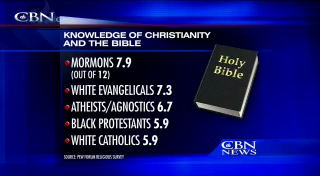 CBN.CO
KNOWLEDGE OF CHRISTIANITY
AND THE BIBLE
MORMONS 7.9
(OUT OF 12)
WHITE EVANGELICALS 7.3
ATHEISTS/AGNOSTICS 6.7
BLACK PROTESTANTS 5.9
WHITE CATHOLICS 5.9
SOURCE: PEW FORUM RELIGIOUS SURVEY
Holy
Bible
CBN
NEWS